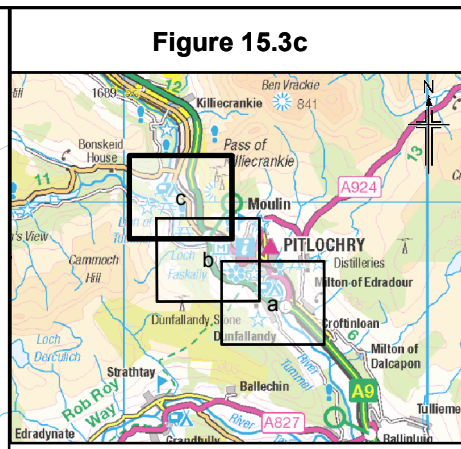 Figure 15.3c
12
Ben Vrackie
841
1689
Killiecrankie
N
Bonskeid
House
Pass of
Killiecrankie
13
11
A924
c
Moulin
's View
PITLOCHRY
Cammoch
Hill
Loch
Faskally
b
Distilleries
Milton of Edradour
a
Dunfallandy Stone
Dunfallandy
Croftinloan
6
Loch
Derculich
River
Tummel
Milton of
Dalcapon
Strathtay
Ballechin
A9
Rob Roy
Way
Tullieme
A827
River
Edradynate
Grandtully
Ballinluig